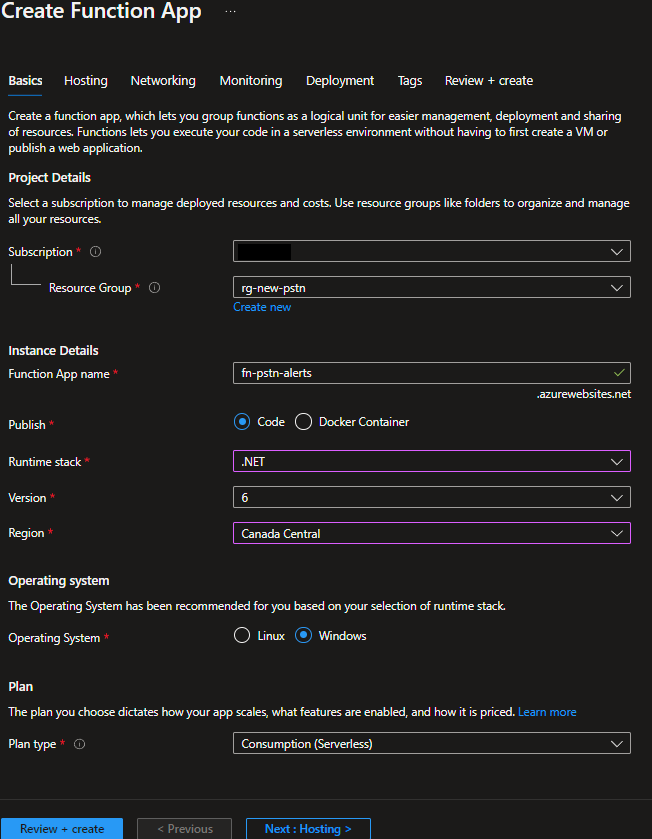 Create Function App ...
Basics Hosting Networking Monitoring Deployment Tags Review + create
Create a function app, which lets you group functions as a logical unit for easier management, deployment and sharing
of resources. Functions lets you execute your code in a serverless environment without having to first create a VM or
publish a web application.
Project Details
Select a subscription to manage deployed resources and costs. Use resource groups like folders to organize and manage
all your resources.
Subscription *
Resource Group * rg-new-pstn
Create new
Instance Details
Function App name * fn-pstn-alerts
.azurewebsites.net
Publish * Code Docker Container
Runtime stack * .NET
Version * 6
Region * Canada Central
Operating system
The Operating System has been recommended for you based on your selection of runtime stack.
Operating System * Linux Windows
Plan
The plan you choose dictates how your app scales, what features are enabled, and how it is priced. Learn more
Plan type * Consumption (Serverless)
Review + create < Previous Next : Hosting >